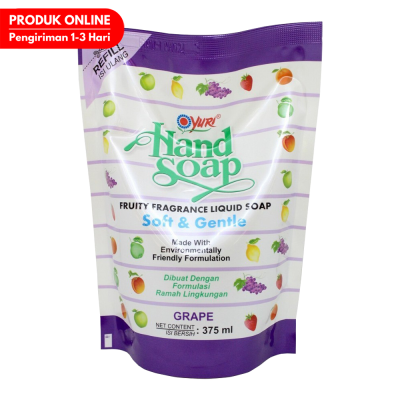 PRODUK ONLINE
Pengiriman 1-3 Hari
REFILL
ISI ULANG
YURI
Hand
Soap
FRUITY FRAGRANCE LIQUID SOAP
Soft & Gentle
Made With
Environmentally
Friendly Formulation
Dibuat Dengan
Formulasi
Ramah Lingkungan
GRAPE
NET CONTENT :
ISI BERSIH :
375 ml